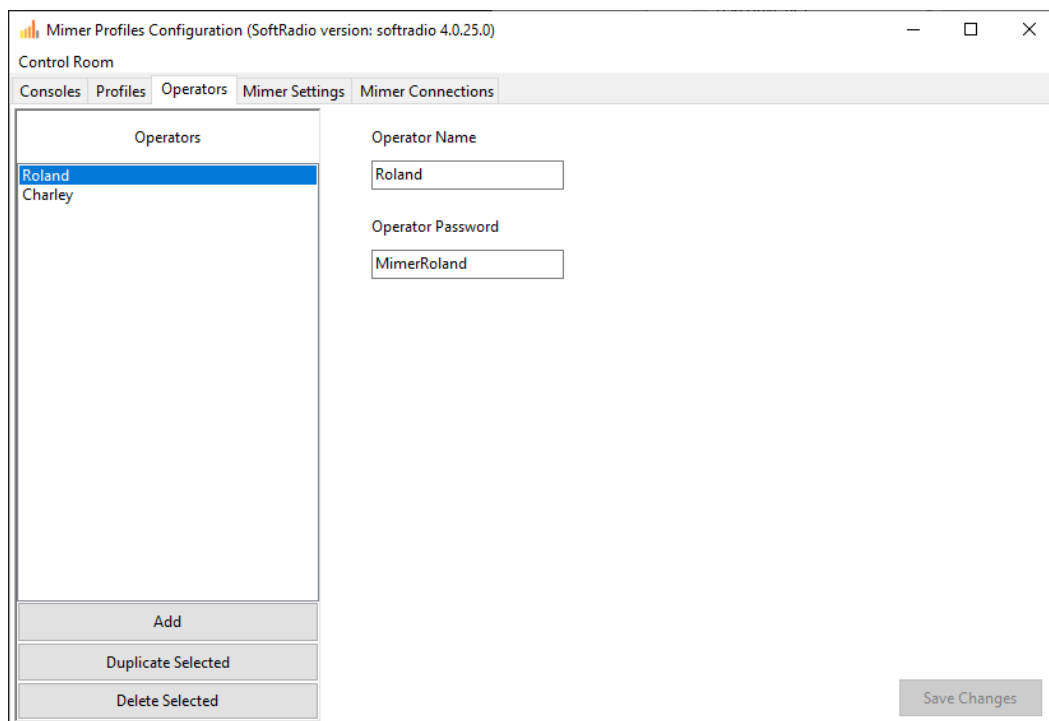 Mimer Profiles Configuration (SoftRadio version: softradio 4.0.25.0)
Control Room
Consoles Profiles Operators Mimer Settings Mimer Connections
Operators
Roland
Charley
Operator Name
Roland
Operator Password
MimerRoland
Add
Duplicate Selected
Delete Selected
Save Changes